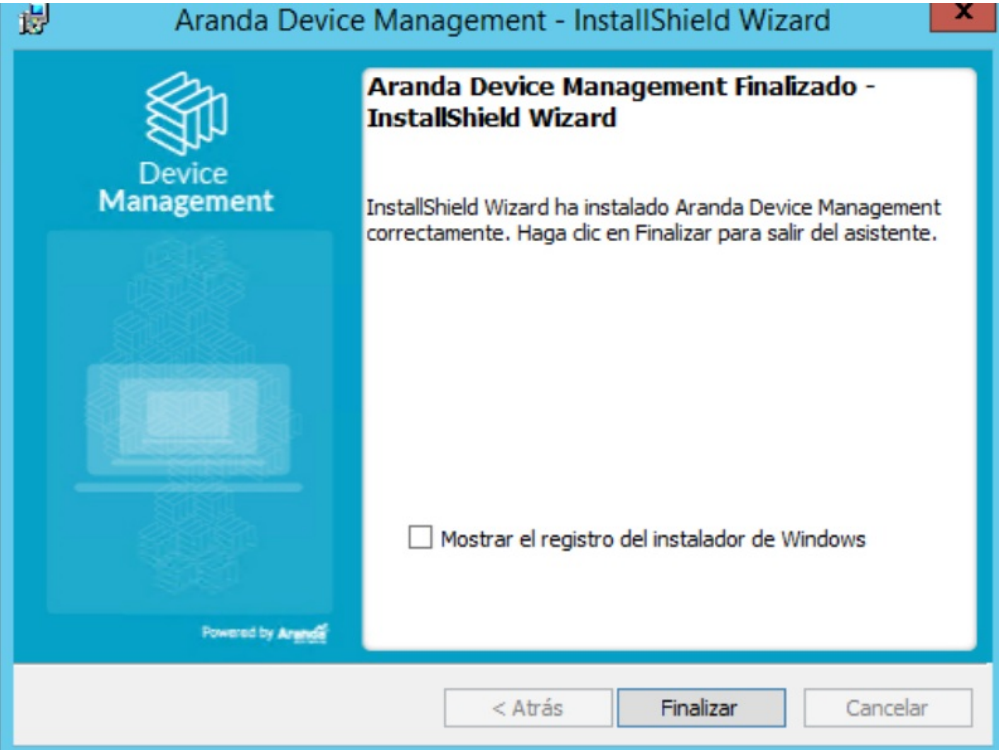 Aranda Device Management - InstallShield Wizard
x
Device
Management
Powered by Aranda
Aranda Device Management Finalizado -
InstallShield Wizard
InstallShield Wizard ha instalado Aranda Device Management
correctamente. Haga clic en Finalizar para salir del asistente.
Mostrar el registro del instalador de Windows
< Atrás
Finalizar
Cancelar